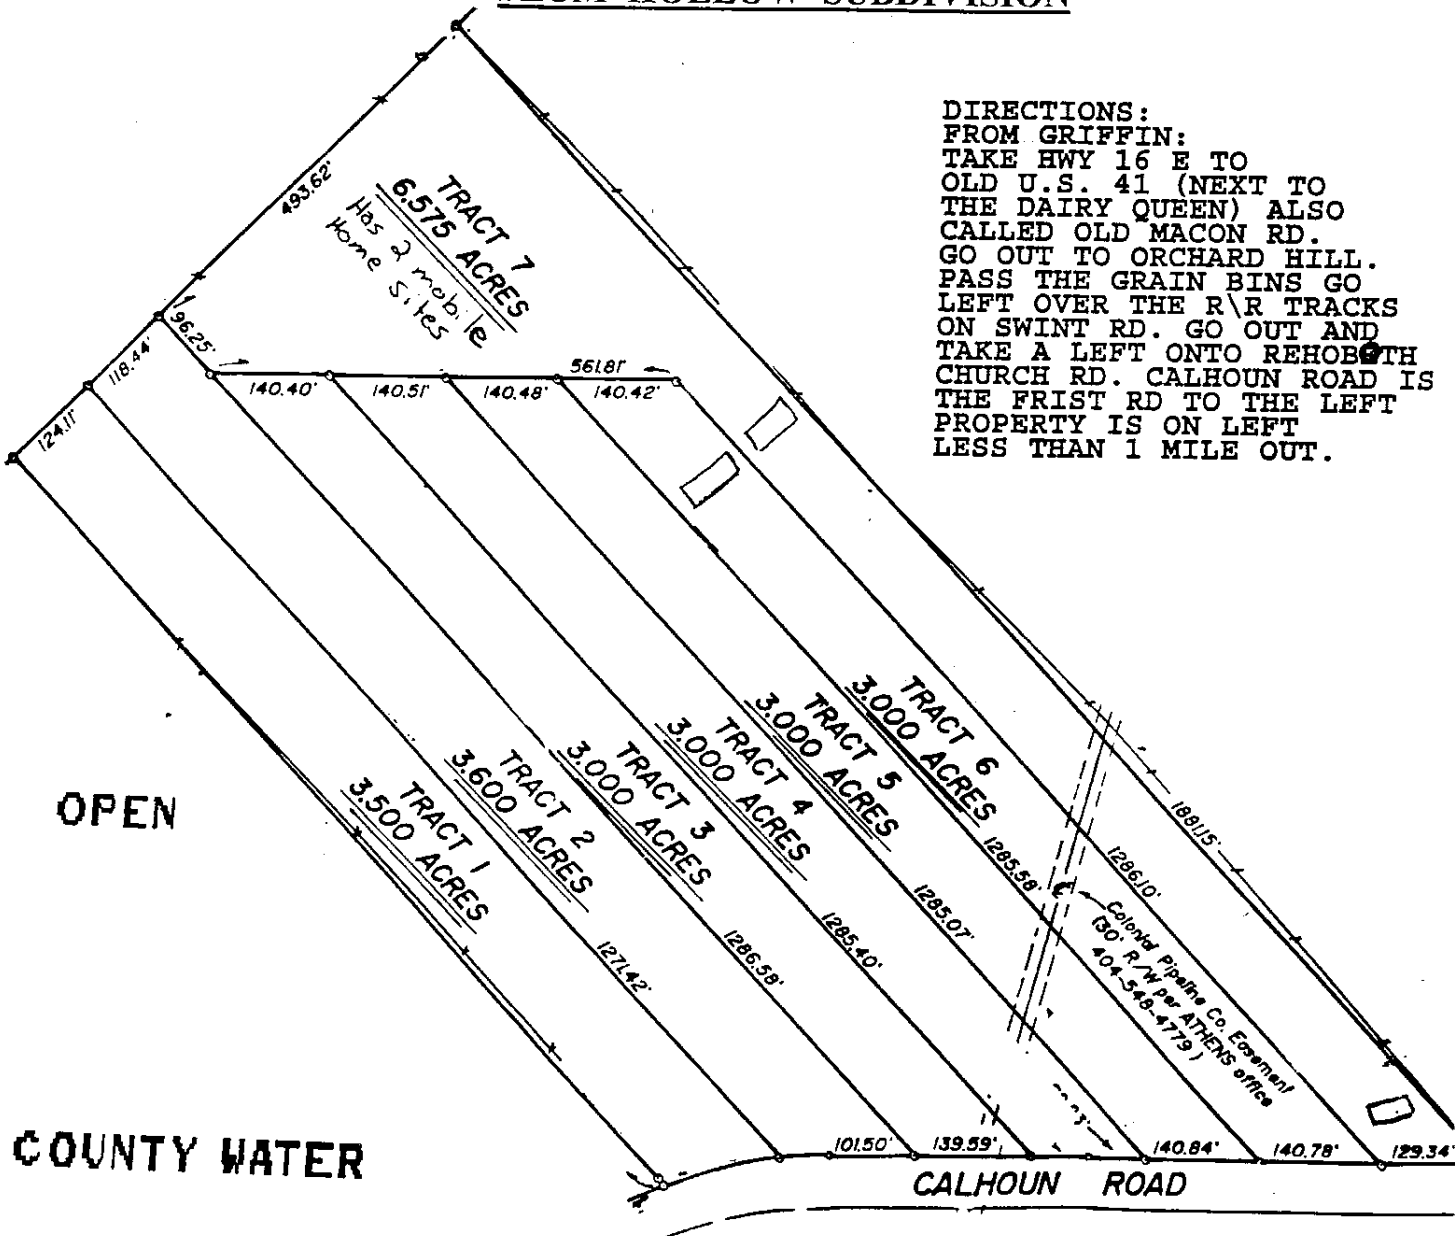 HOLLOW SUBDIVISION
DIRECTIONS:
FROM GRIFFIN:
TAKE HWY 16 E TO
OLD U.S. 41 (NEXT TO
THE DAIRY QUEEN) ALSO
CALLED OLD MACON RD.
GO OUT TO ORCHARD HILL.
PASS THE GRAIN BINS GO
LEFT OVER THE R\R TRACKS
ON SWINT RD. GO OUT AND
TAKE A LEFT ONTO REHOBOTH
CHURCH RD. CALHOUN ROAD IS
THE FRIST RD TO THE LEFT
PROPERTY IS ON LEFT
LESS THAN 1 MILE OUT.
493.62'
TRACT 7
6.575 ACRES
Has 2 mobile
Home Sites
96.25'
118.44'
124.11'
561.81'
140.40'
140.51'
140.48'
140.42'
TRACT 6
3.000 ACRES
TRACT 5
3.000 ACRES
TRACT 4
3.000 ACRES
TRACT 3
3.000 ACRES
TRACT 2
3.600 ACRES
TRACT 1
3.500 ACRES
OPEN
1881.15'
1286.10'
1285.58'
1285.07'
1285.40'
1286.58'
1271.42'
Colonial Pipeline Co. Easement
(30' R/W per ATHENS office
404-548-4779)
COUNTY WATER
101.50'
139.59'
140.84'
140.78'
129.34'
CALHOUN ROAD